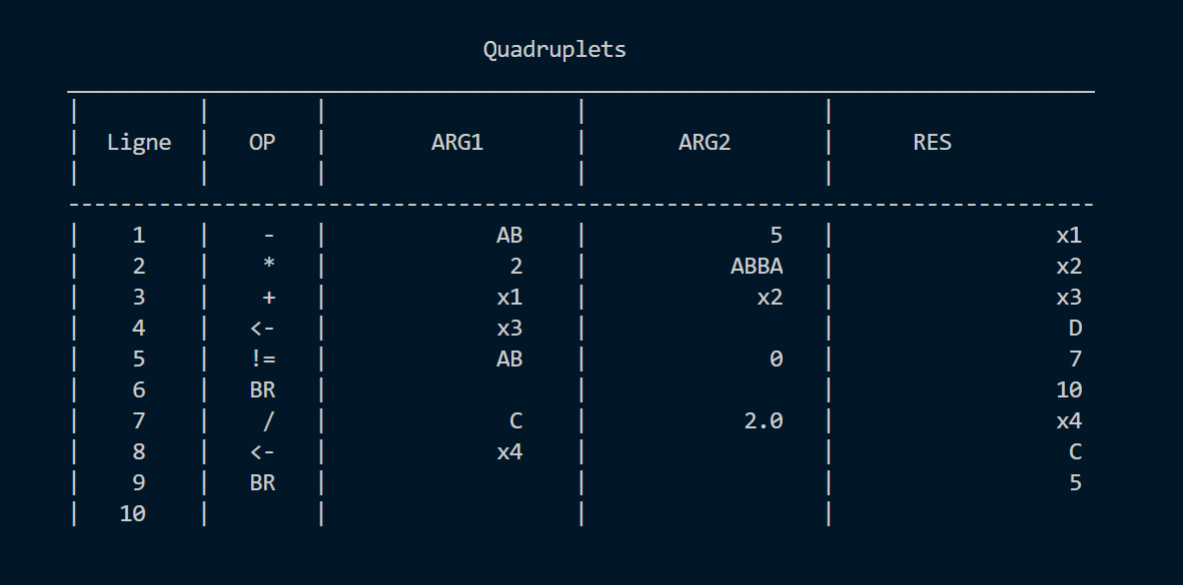 Quadruplets
| Ligne | OP | ARG1 | ARG2 | RES
| 1 | - | AB | 5 | x1
| 2 | * | 2 | ABBA | x2
| 3 | + | x1 | x2 | x3
| 4 | <- | x3 | | D
| 5 | != | AB | 0 | 7
| 6 | BR | | | 10
| 7 | / | C | 2.0 | x4
| 8 | <- | x4 | | C
| 9 | BR | | | 5
| 10 | | | |